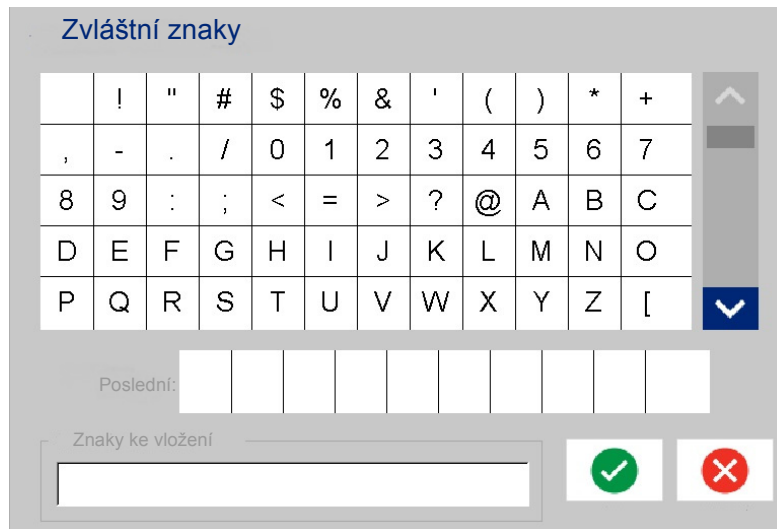 Zvláštní znaky
! " # $ % & ' ( ) * +
, - . / 0 1 2 3 4 5 6 7
8 9 : ; < = > ? @ A B C
D E F G H I J K L M N O
P Q R S T U V W X Y Z [
Poslední:
Znaky ke vložení